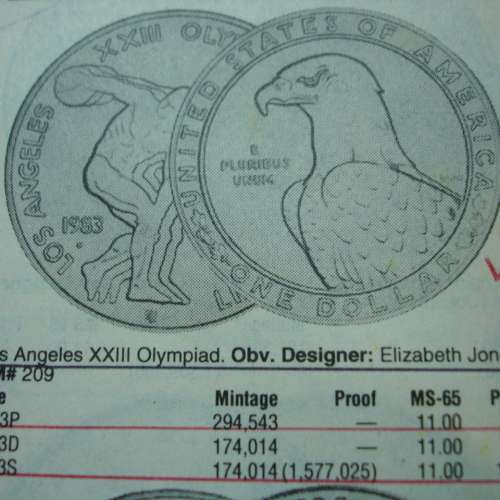 LOS ANGELES XXIII OLY
1983
UNITED STATES OF AMERICA
E
PLURIBUS
UNUM
ONE DOLLAR
s Angeles XXIII Olympiad. Obv. Designer: Elizabeth Jon
M# 209
e Mintage Proof MS-65 P
3P 294,543 — 11.00
3D 174,014 — 11.00
3S 174,014 (1,577,025) 11.00